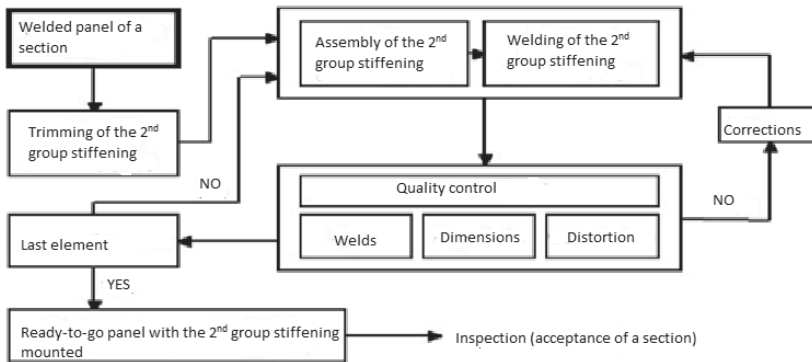 Welded panel of a
section
Assembly of the 2nd
group stiffening
Welding of the 2nd
group stiffening
Trimming of the 2nd
group stiffening
Corrections
NO
Quality control
NO
Welds
Dimensions
Distortion
Last element
YES
Ready-to-go panel with the 2nd group stiffening
mounted
Inspection (acceptance of a section)